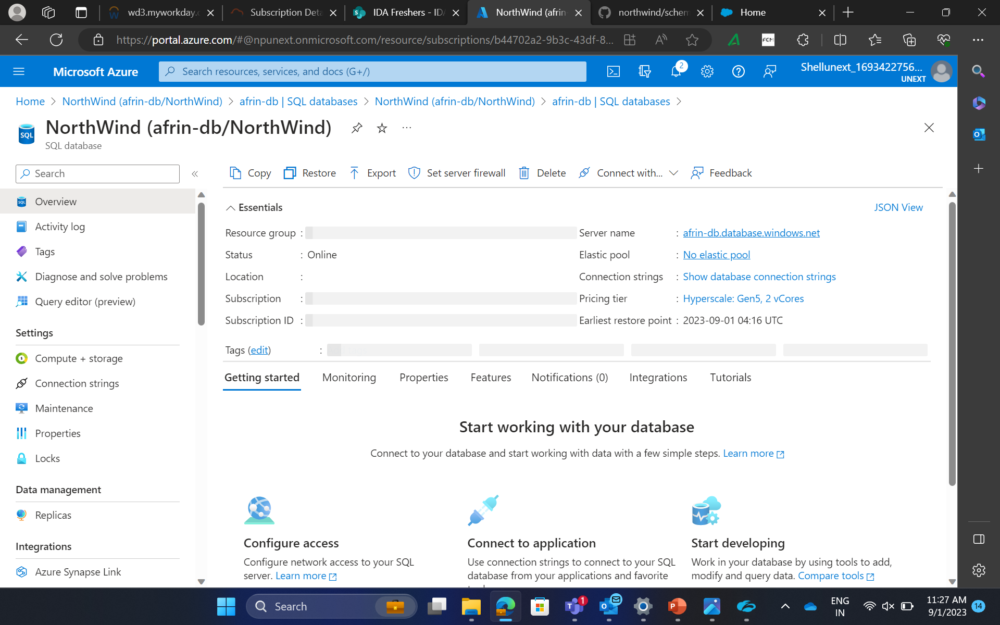 wd3.myworkday.c
Subscription Deta
IDA Freshers - IDA
NorthWind (afrin-
northwind/schem
Home
https://portal.azure.com/#@npunext.onmicrosoft.com/resource/subscriptions/b44702a2-9b3c-43df-8...
FCM
Microsoft Azure
Search resources, services, and docs (G+/)
2
Shellunext_1693422756...
UNEXT
Home > NorthWind (afrin-db/NorthWind) > afrin-db | SQL databases > NorthWind (afrin-db/NorthWind) > afrin-db | SQL databases >
SQL
NorthWind (afrin-db/NorthWind)
SQL database
Search
Copy
Restore
Export
Set server firewall
Delete
Connect with...
Feedback
Overview
Activity log
Tags
Diagnose and solve problems
Query editor (preview)
Settings
Compute + storage
Connection strings
Maintenance
Properties
Locks
Data management
Replicas
Integrations
Azure Synapse Link
Essentials
JSON View
Resource group :
Server name : afrin-db.database.windows.net
Status : Online
Elastic pool : No elastic pool
Location :
Connection strings : Show database connection strings
Subscription :
Pricing tier : Hyperscale: Gen5, 2 vCores
Subscription ID :
Earliest restore point : 2023-09-01 04:16 UTC
Tags (edit) :
Getting started
Monitoring
Properties
Features
Notifications (0)
Integrations
Tutorials
Start working with your database
Connect to your database and start working with data with a few simple steps. Learn more
Configure access
Configure network access to your SQL
server. Learn more
Connect to application
Use connection strings to connect to your SQL
database from your applications and favorite
Start developing
Work in your database by using tools to add,
modify and query data. Compare tools
Search
1
ENG
IN
11:27 AM
9/1/2023
14